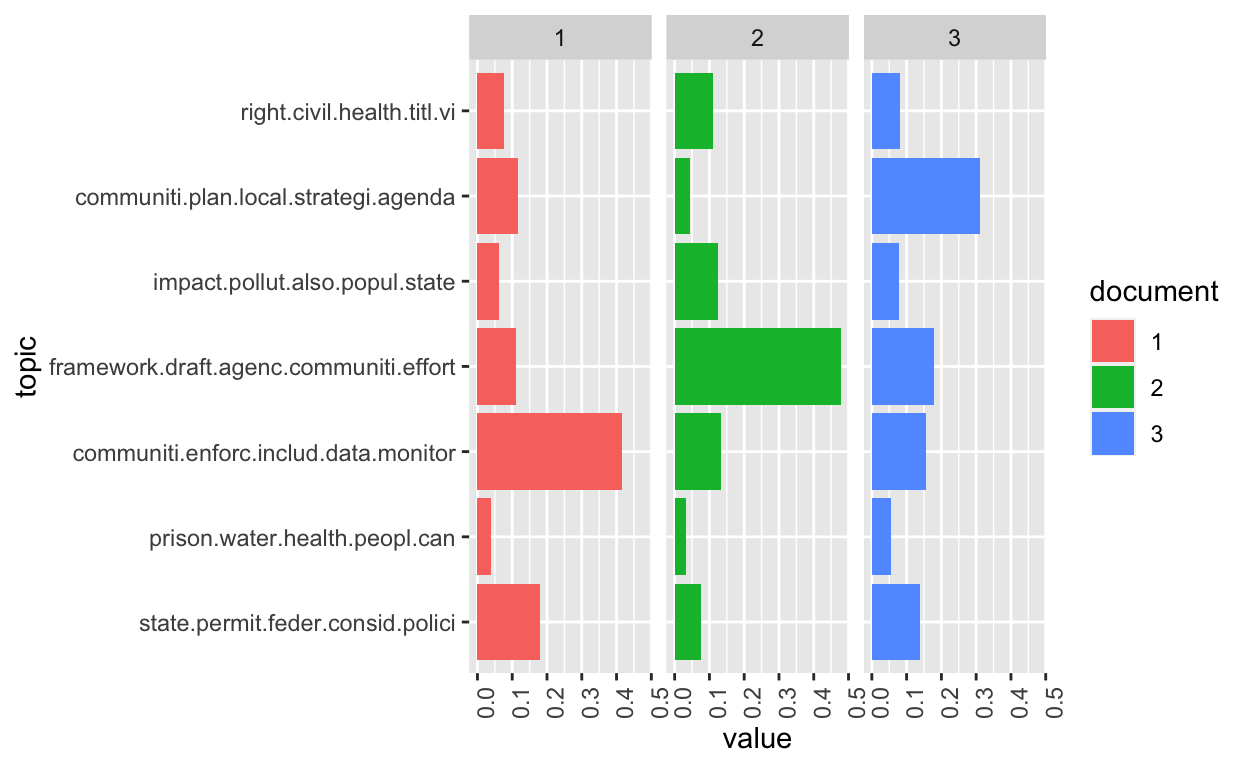 1 2 3
right.civil.health.titl.vi
communiti.plan.local.strategi.agenda
impact.pollut.also.popul.state
framework.draft.agenc.communiti.effort
communiti.enforc.includ.data.monitor
prison.water.health.peopl.can
state.permit.feder.consid.polici
topic
0.0 0.1 0.2 0.3 0.4 0.5 0.0 0.1 0.2 0.3 0.4 0.5 0.0 0.1 0.2 0.3 0.4 0.5
value
document
1
2
3